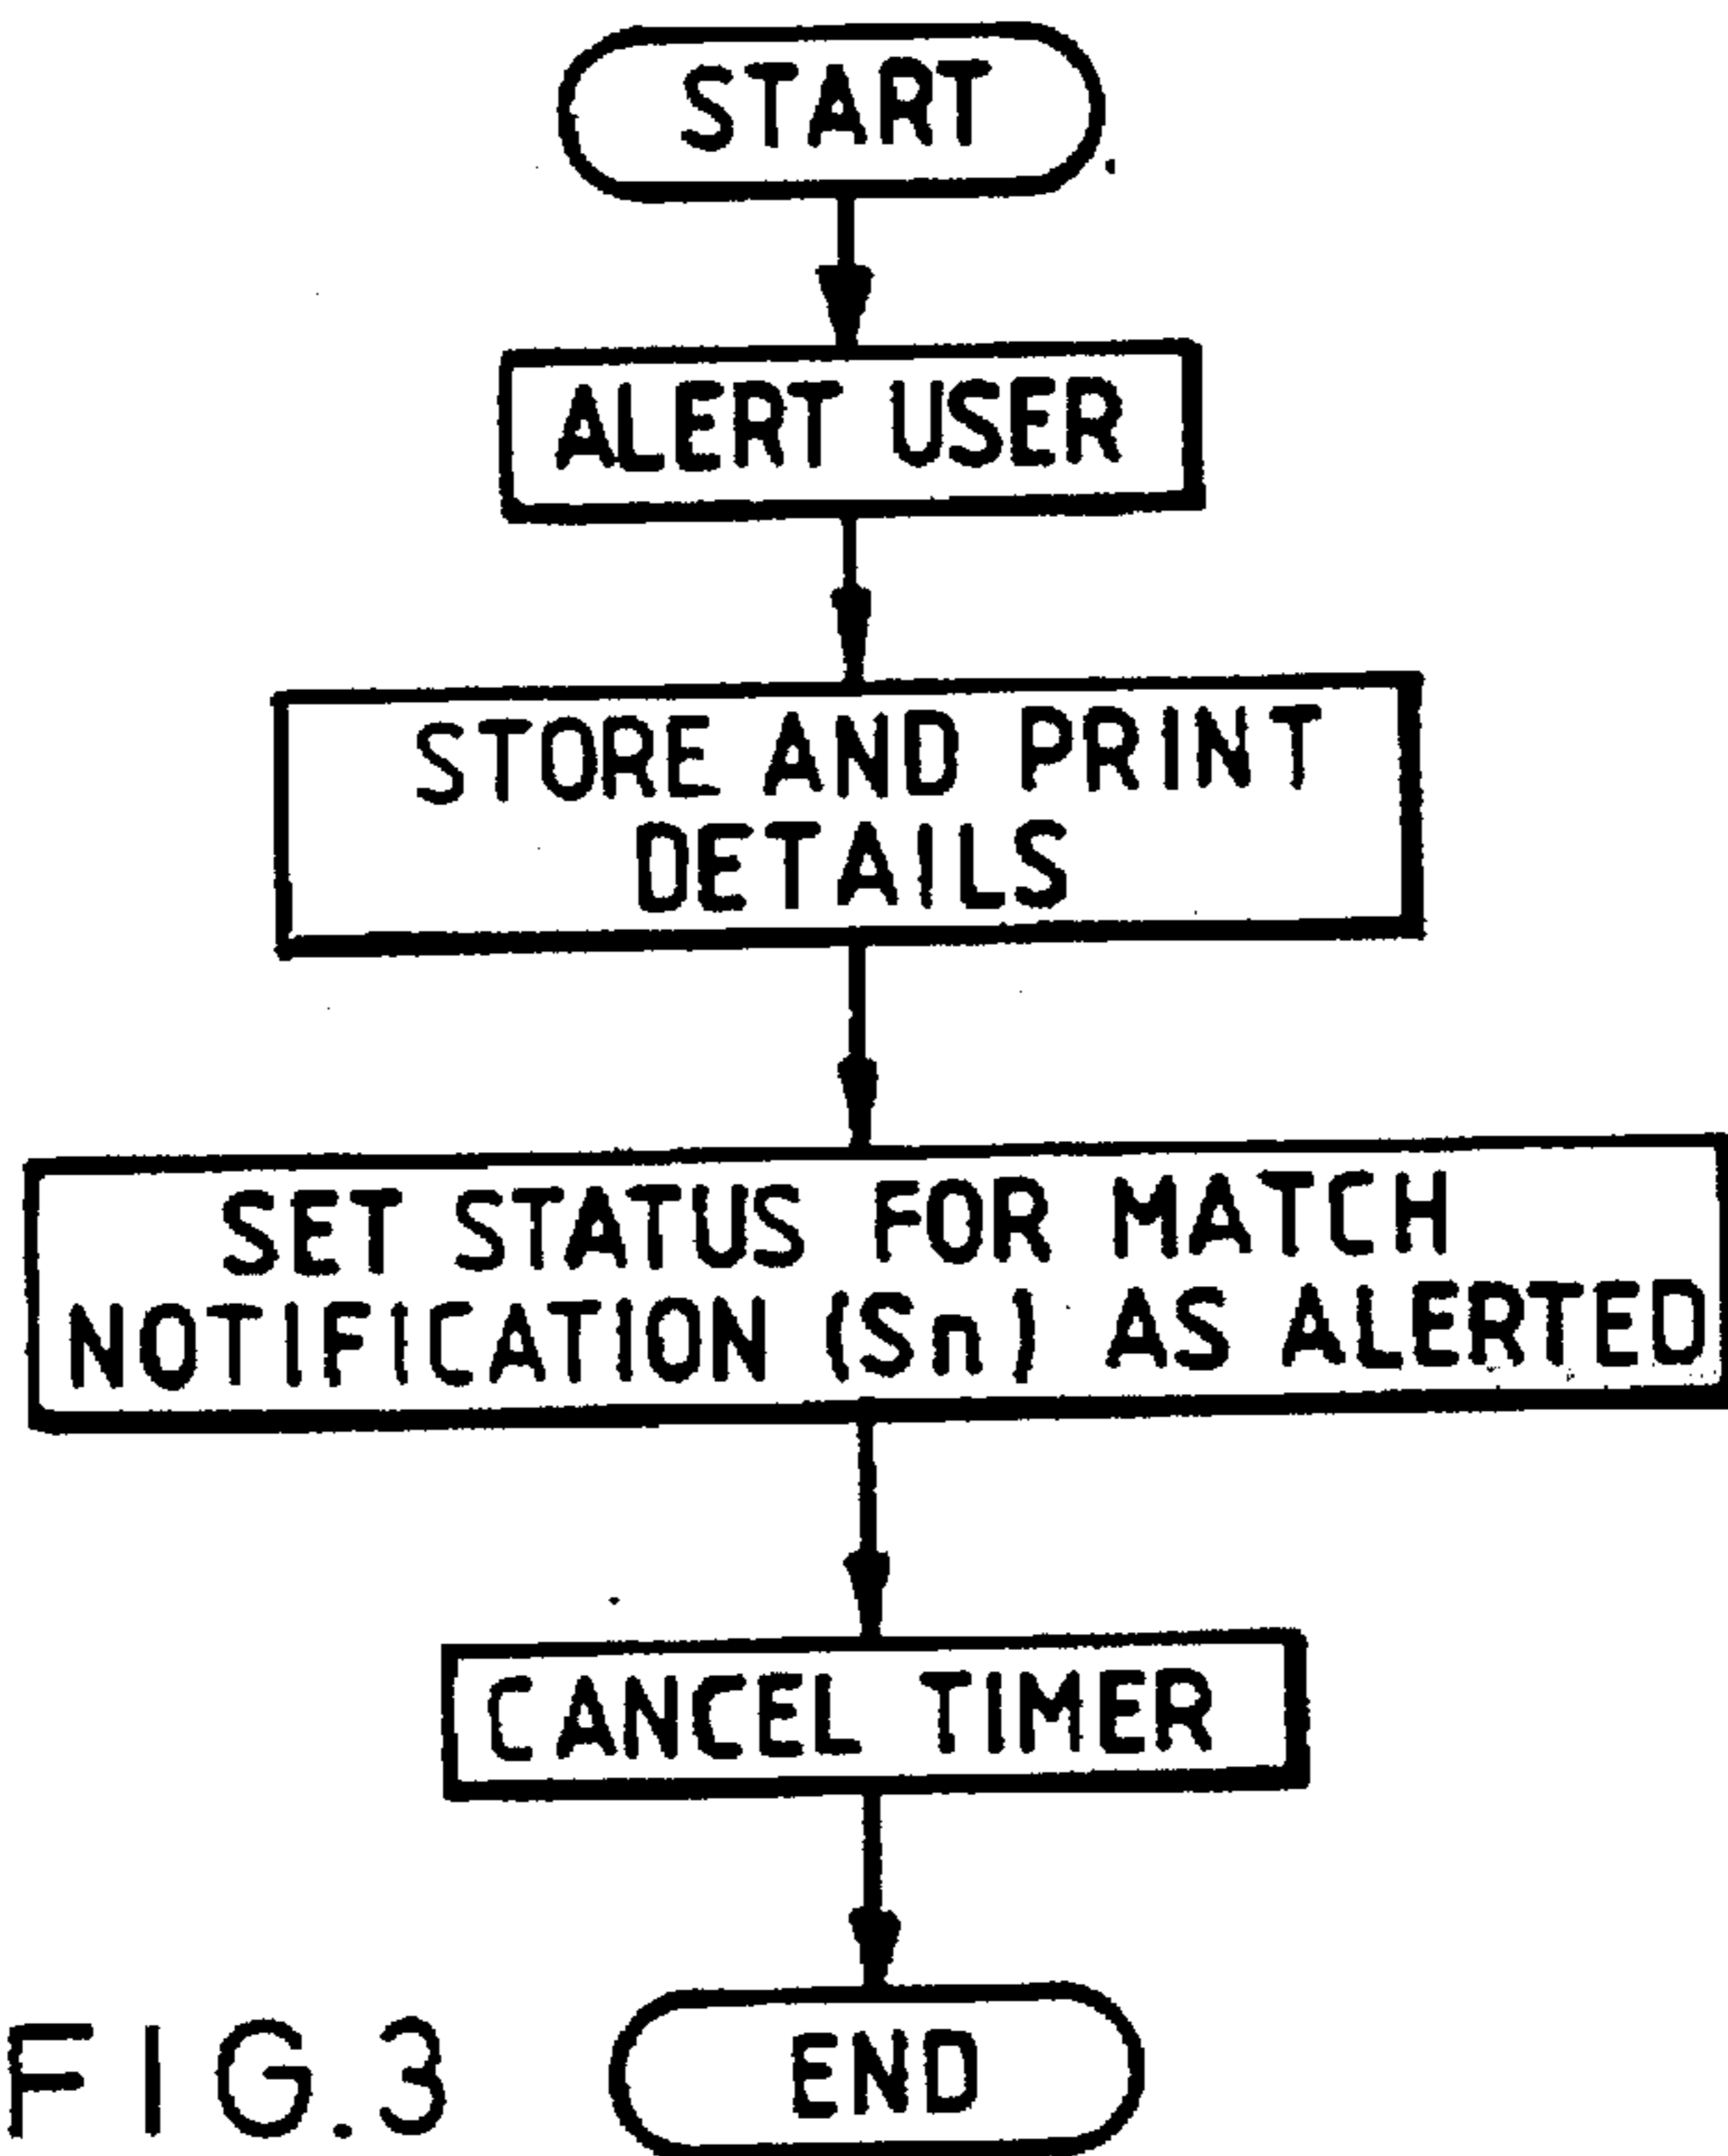 START
ALERT USER
STORE AND PRINT
DETAILS
SET STATUS FOR MATCH
NOTIFICATION (Sn) AS ALERTED
CANCEL TIMER
END
FIG.3